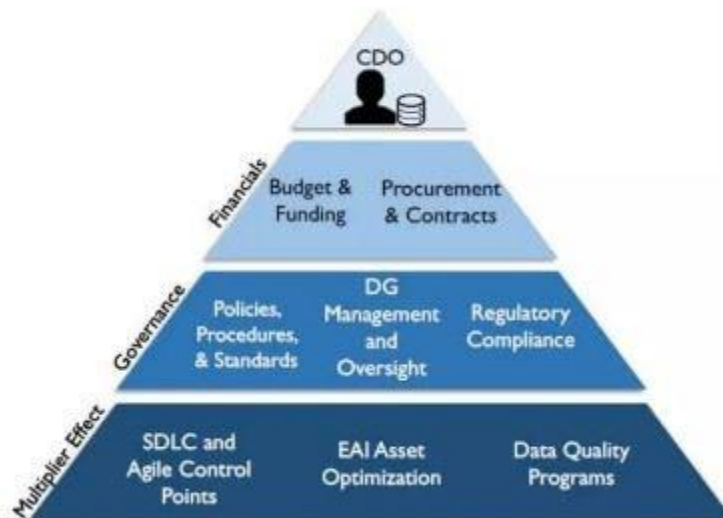 CDO
Financials
Budget &
Funding
Procurement
& Contracts
Governance
Policies,
Procedures,
& Standards
DG
Management
and
Oversight
Regulatory
Compliance
Multiplier Effect
SDLC and
Agile Control
Points
EAI Asset
Optimization
Data Quality
Programs